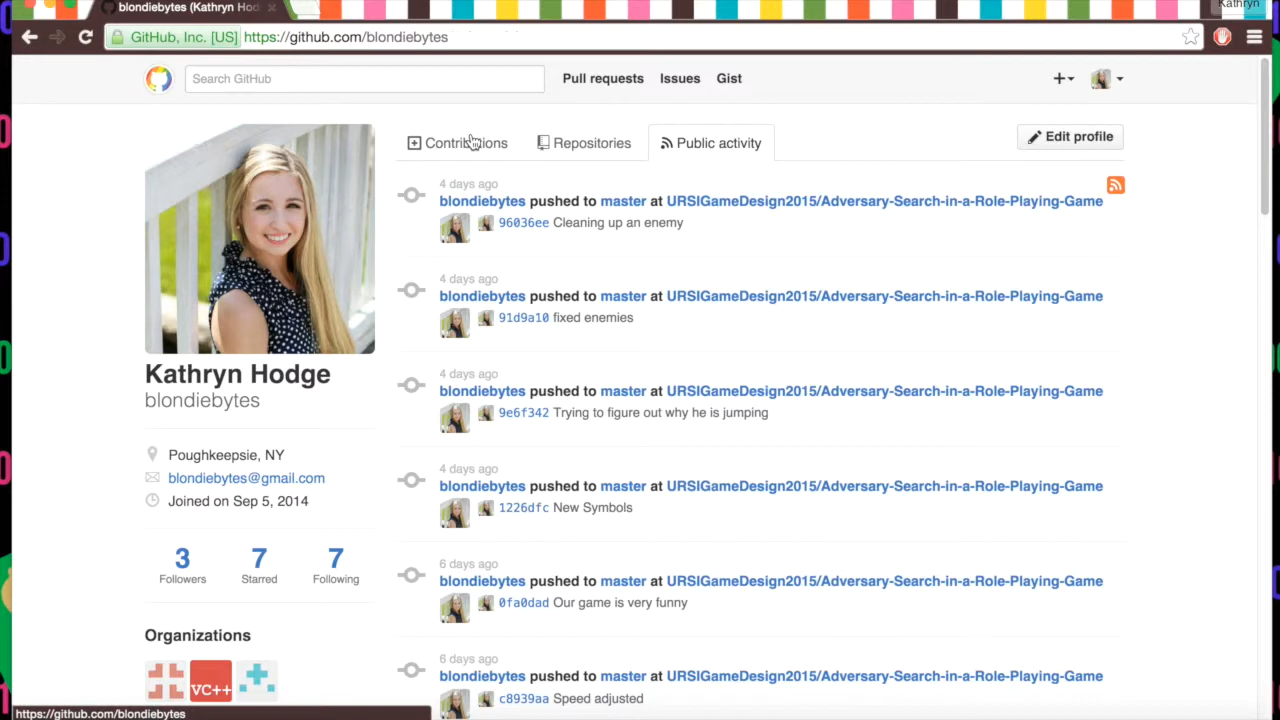 blondiebytes (Kathryn Hod
Kathryn
GitHub, Inc. [US] https://github.com/blondiebytes
Search GitHub
Pull requests Issues Gist
Contributions Repositories Public activity
Edit profile
4 days ago
blondiebytes pushed to master at URSIGameDesign2015/Adversary-Search-in-a-Role-Playing-Game
96036ee Cleaning up an enemy
4 days ago
blondiebytes pushed to master at URSIGameDesign2015/Adversary-Search-in-a-Role-Playing-Game
91d9a10 fixed enemies
4 days ago
blondiebytes pushed to master at URSIGameDesign2015/Adversary-Search-in-a-Role-Playing-Game
9e6f342 Trying to figure out why he is jumping
4 days ago
blondiebytes pushed to master at URSIGameDesign2015/Adversary-Search-in-a-Role-Playing-Game
1226dfc New Symbols
6 days ago
blondiebytes pushed to master at URSIGameDesign2015/Adversary-Search-in-a-Role-Playing-Game
0fa0dad Our game is very funny
6 days ago
blondiebytes pushed to master at URSIGameDesign2015/Adversary-Search-in-a-Role-Playing-Game
c8939aa Speed adjusted
Kathryn Hodge
blondiebytes
Poughkeepsie, NY
blondiebytes@gmail.com
Joined on Sep 5, 2014
3 7 7
Followers Starred Following
Organizations
VC++
https://github.com/blondiebytes